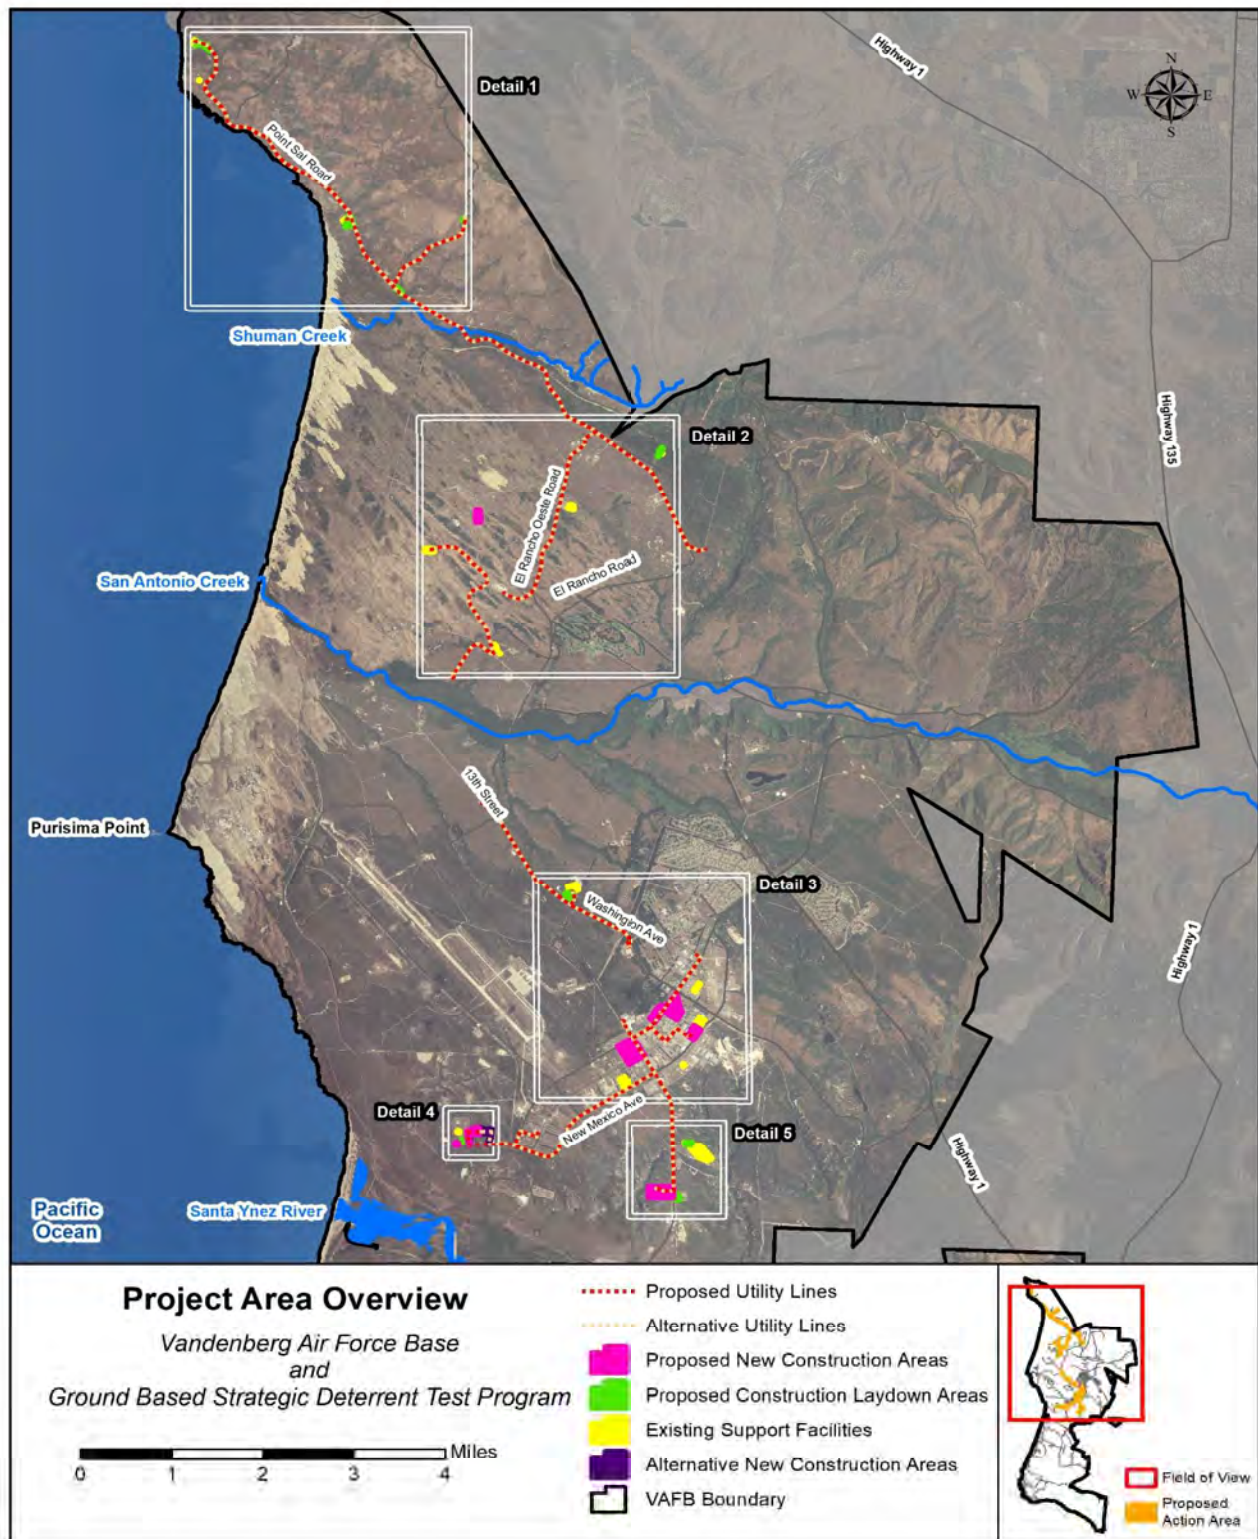 Highway 1
N
W
E
S
Detail 1
Point Sal Road
Shuman Creek
Detail 2
Highway 135
El Rancho Oeste Road
El Rancho Road
San Antonio Creek
13th Street
Purisima Point
Detail 3
Washington Ave
Highway 1
Detail 4
New Mexico Ave
Detail 5
Highway 1
Santa Ynez River
Pacific
Ocean
Project Area Overview
Vandenberg Air Force Base
and
Ground Based Strategic Deterrent Test Program
Miles
0 1 2 3 4
Proposed Utility Lines
Alternative Utility Lines
Proposed New Construction Areas
Proposed Construction Laydown Areas
Existing Support Facilities
Alternative New Construction Areas
VAFB Boundary
Field of View
Proposed
Action Area